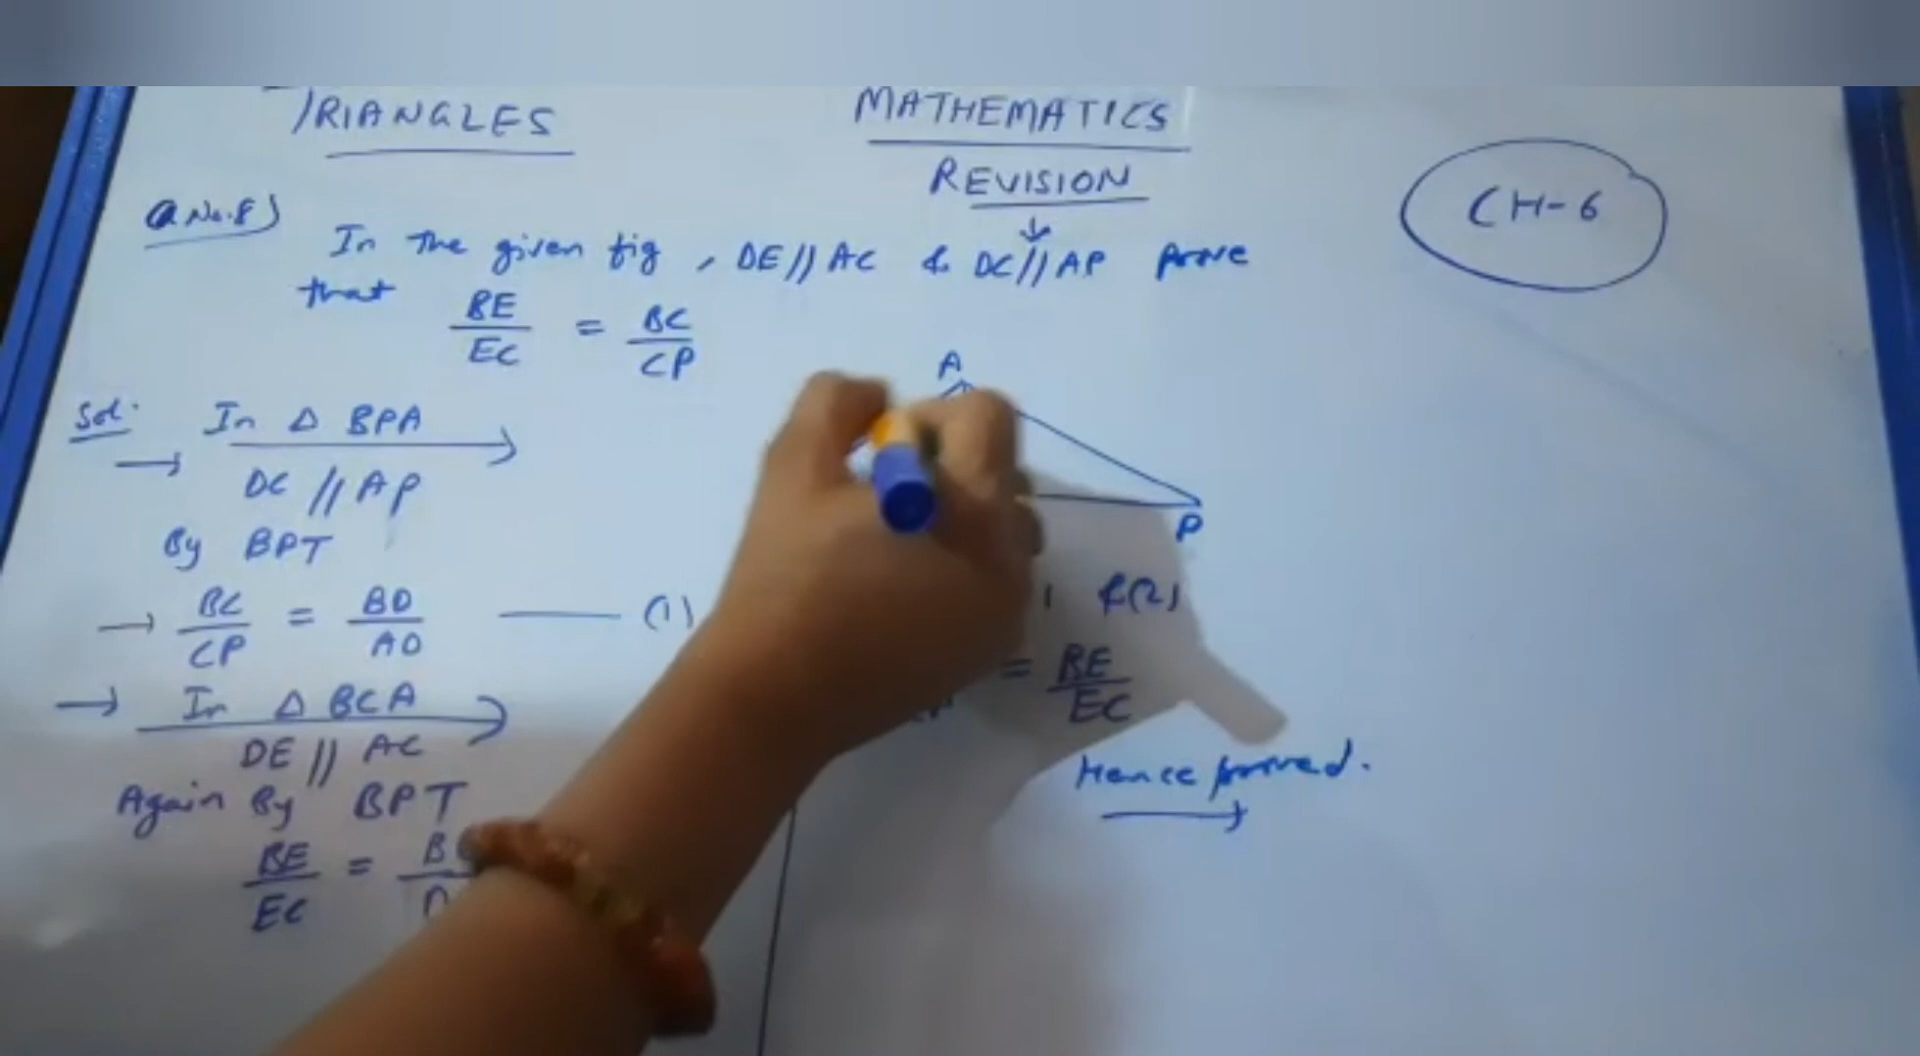 TRIANGLES
MATHEMATICS
REVISION
CH-6
Q No.8)
In the given fig, DE//AC & DC//AP prove
that BE/EC = BC/CP
Sol.
→ In Δ BPA
DC // AP
By BPT
→ BC/CP = BD/AD —— (1)
→ In Δ BCA
DE // AC
Again By BPT
BE/EC =
A
P
1 &(2)
= BE/EC
Hence proved.